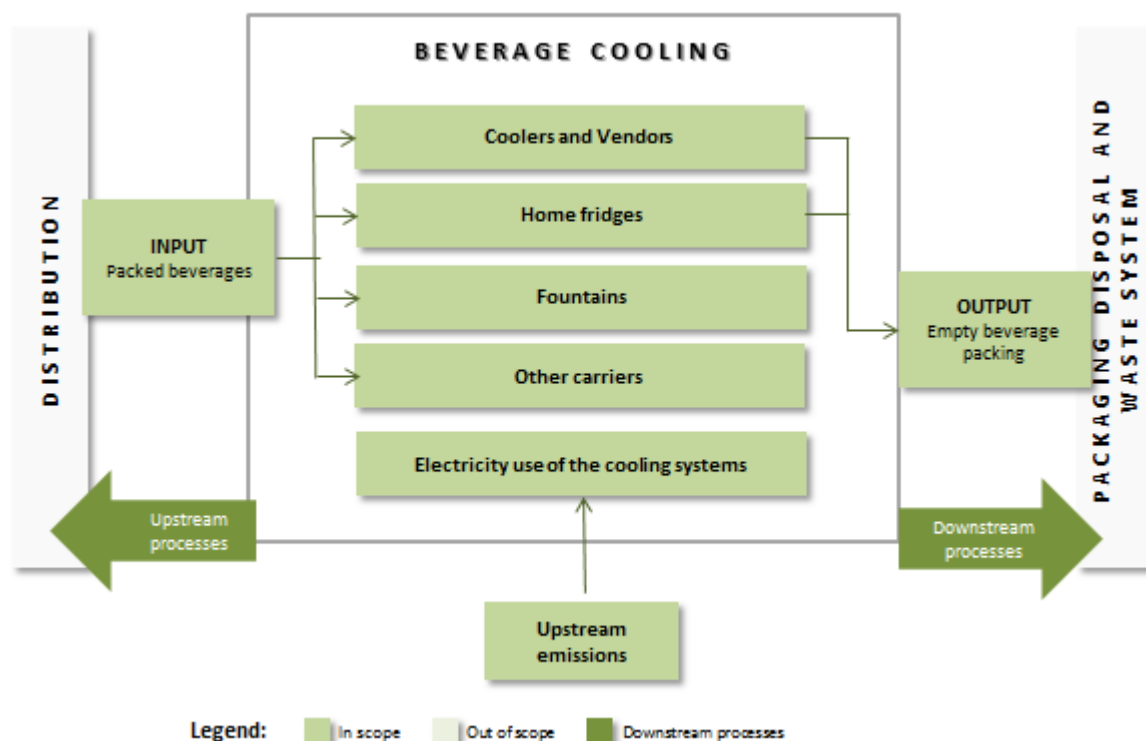 BEVERAGE COOLING
DISTRIBUTION
INPUT
Packed beverages
Coolers and Vendors
Home fridges
Fountains
Other carriers
Electricity use of the cooling systems
OUTPUT
Empty beverage
packing
PACKAGING DISPOSAL AND
WASTE SYSTEM
Upstream
processes
Downstream
processes
Upstream
emissions
Legend: In scope Out of scope Downstream processes